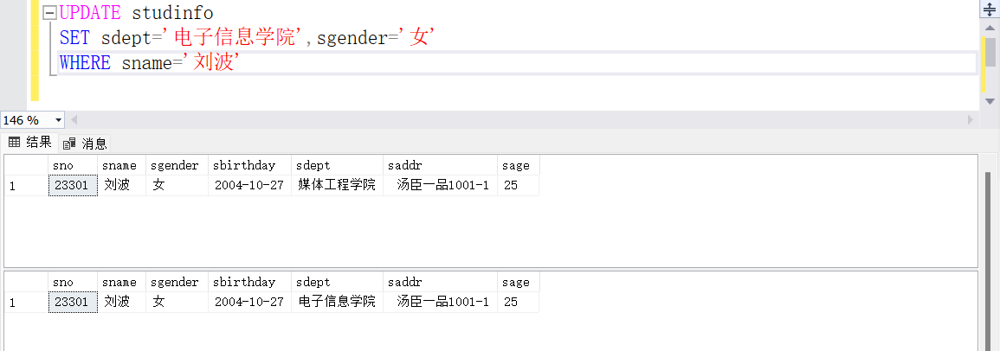 UPDATE studinfo
SET sdept='电子信息学院',sgender='女'
WHERE sname='刘波'
146 %
结果 消息
sno sname sgender sbirthday sdept saddr sage
1 23301 刘波 女 2004-10-27 媒体工程学院 汤臣一品1001-1 25
sno sname sgender sbirthday sdept saddr sage
1 23301 刘波 女 2004-10-27 电子信息学院 汤臣一品1001-1 25